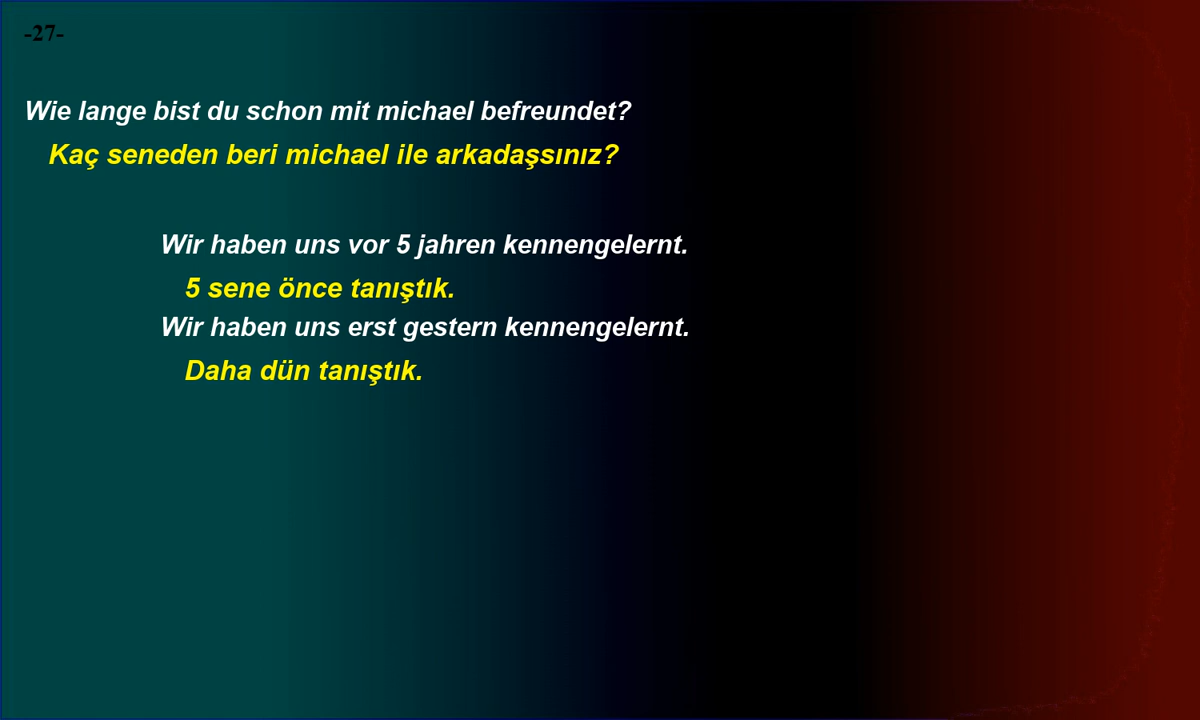 -27-
Wie lange bist du schon mit michael befreundet?
Kaç seneden beri michael ile arkadaşsınız?
Wir haben uns vor 5 jahren kennengelernt.
5 sene önce tanıştık.
Wir haben uns erst gestern kennengelernt.
Daha dün tanıştık.